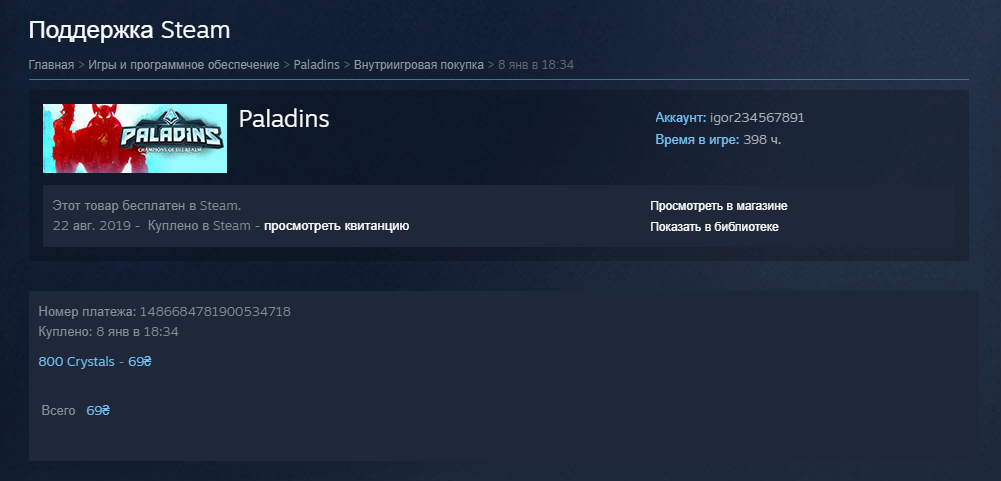 Поддержка Steam
Главная > Игры и программное обеспечение > Paladins > Внутриигровая покупка > 8 янв в 18:34
PALADINS
CHAMPIONS OF THE REALM
Paladins
Аккаунт: igor234567891
Время в игре: 398 ч.
Этот товар бесплатен в Steam.
22 авг. 2019 - Куплено в Steam - просмотреть квитанцию
Просмотреть в магазине
Показать в библиотеке
Номер платежа: 1486684781900534718
Куплено: 8 янв в 18:34
800 Crystals - 69₴
Всего 69₴